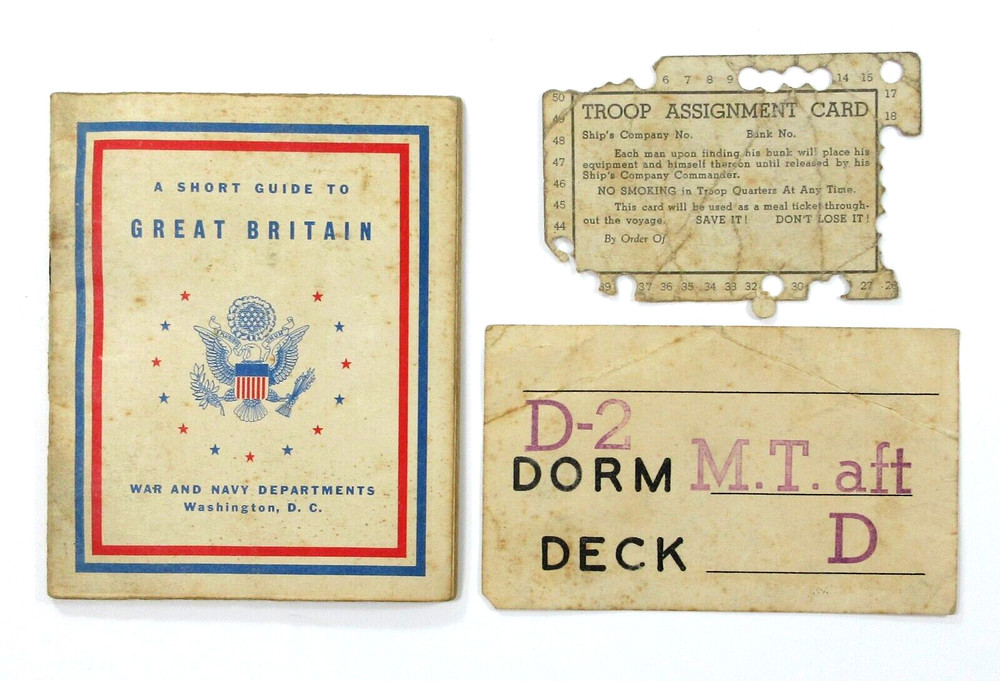 A SHORT GUIDE TO
GREAT BRITAIN
WAR AND NAVY DEPARTMENTS
Washington, D. C.
6 7 8 9 14 15
17
18
50
49
48
47
46
45
44
TROOP ASSIGNMENT CARD
Ship's Company No. Bunk No.
Each man upon finding his bunk will place his
equipment and himself thereon until released by his
Ship's Company Commander.
NO SMOKING in Troop Quarters At Any Time.
This card will be used as a meal ticket through-
out the voyage. SAVE IT! DON'T LOSE IT!
By Order Of
39 37 36 35 34 33 32 30 27 26
D-2
DORM M.T. aft
DECK D